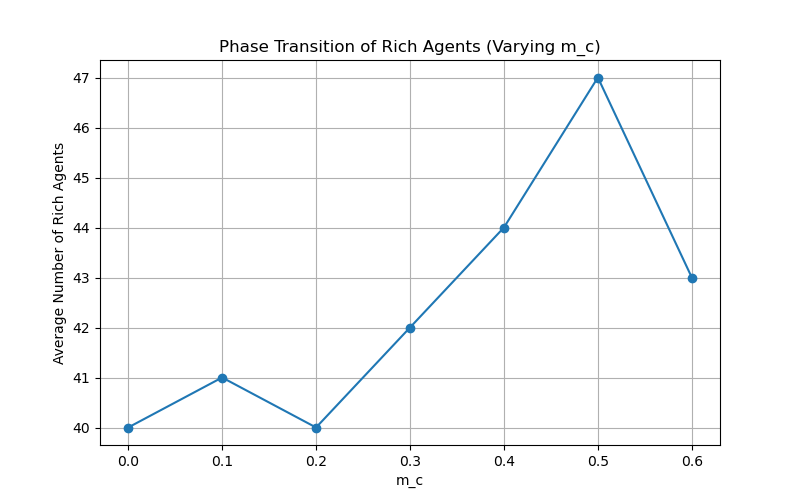 Phase Transition of Rich Agents (Varying m_c)
Average Number of Rich Agents
47
46
45
44
43
42
41
40
0.0 0.1 0.2 0.3 0.4 0.5 0.6
m_c